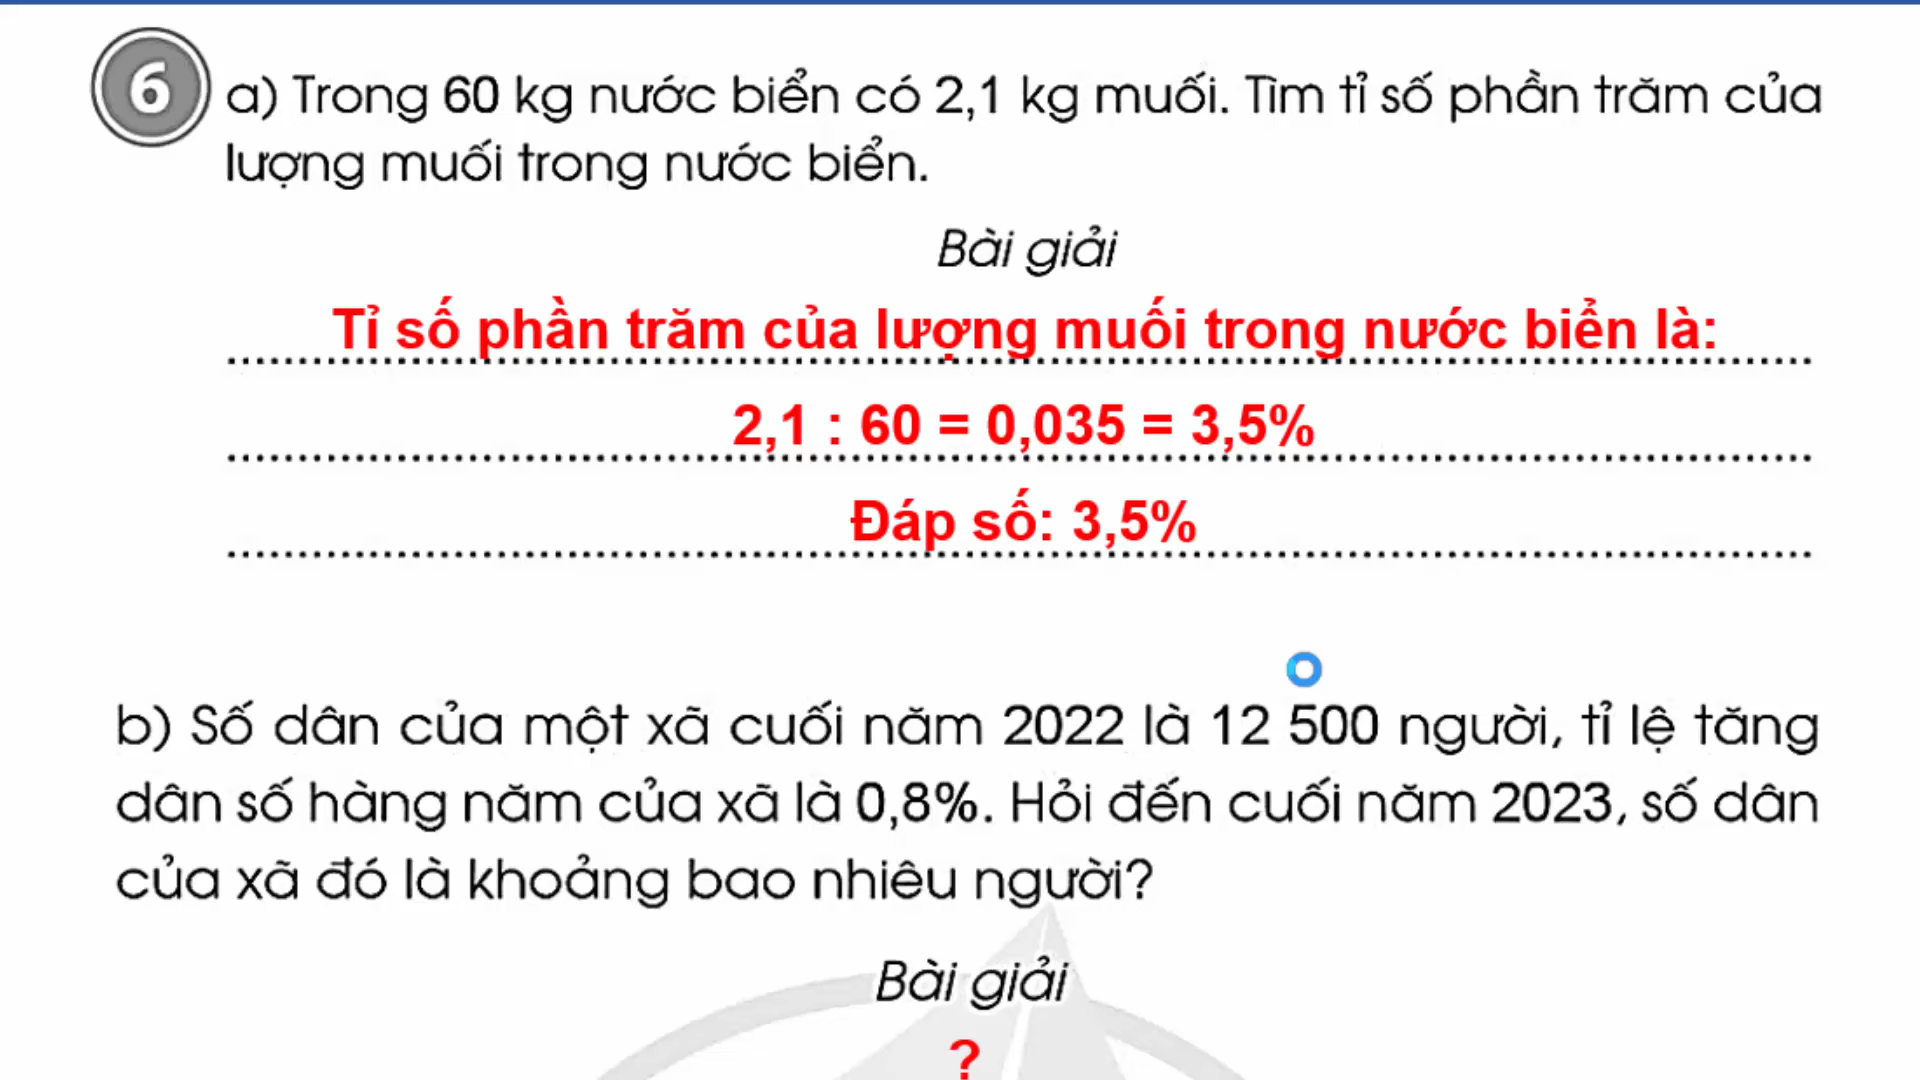 6
a) Trong 60 kg nước biển có 2,1 kg muối. Tìm tỉ số phần trăm của
lượng muối trong nước biển.
Bài giải
Tỉ số phần trăm của lượng muối trong nước biển là:
2,1 : 60 = 0,035 = 3,5%
Đáp số: 3,5%
b) Số dân của một xã cuối năm 2022 là 12 500 người, tỉ lệ tăng
dân số hàng năm của xã là 0,8%. Hỏi đến cuối năm 2023, số dân
của xã đó là khoảng bao nhiêu người?
Bài giải
?